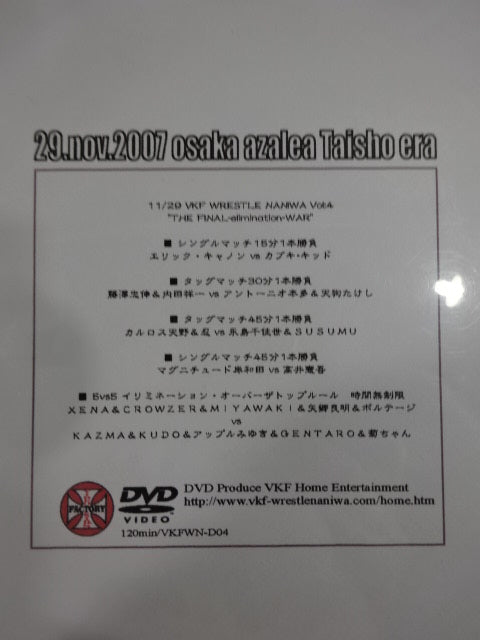 29.nov.2007 osaka azalea Taisho era
11/29 VKF WRESTLE NANIWA Vol:4
"THE FINAL-elimination-WAR"
■ シングルマッチ15分1本勝負
エリック・キャノン vs カブキ・キッド
■ タッグマッチ30分1本勝負
藤澤忠伸&内田祥一 vs アントーニオ本多&天狗たけし
■ タッグマッチ45分1本勝負
カルロス天野&忍 vs 永島千佳世&SUSUMU
■ シングルマッチ45分1本勝負
マグニチュード岸和田 vs 高井憲吾
■ 5vs5 イリミネーション・オーバーザトップルール 時間無制限
XENA&CROWZER&MIYAWAKI&矢郷良明&ボルテージ
vs
KAZMA&KUDO&アップルみゆき&GENTARO&菊ちゃん
FACTORY
DVD
VIDEO
DVD Produce VKF Home Entertainment
http://www.vkf-wrestlenaniwa.com/home.htm
120min/VKFWN-D04